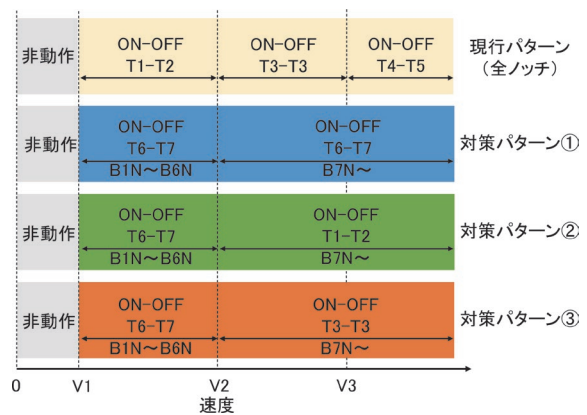 非動作
ON-OFF ON-OFF ON-OFF
T1-T2 T3-T3 T4-T5
現行パターン
(全ノッチ)
非動作
ON-OFF ON-OFF
T6-T7 T6-T7
B1N～B6N B7N～
対策パターン①
非動作
ON-OFF ON-OFF
T6-T7 T1-T2
B1N～B6N B7N～
対策パターン②
非動作
ON-OFF ON-OFF
T6-T7 T3-T3
B1N～B6N B7N～
対策パターン③
0 V1 V2 V3
速度